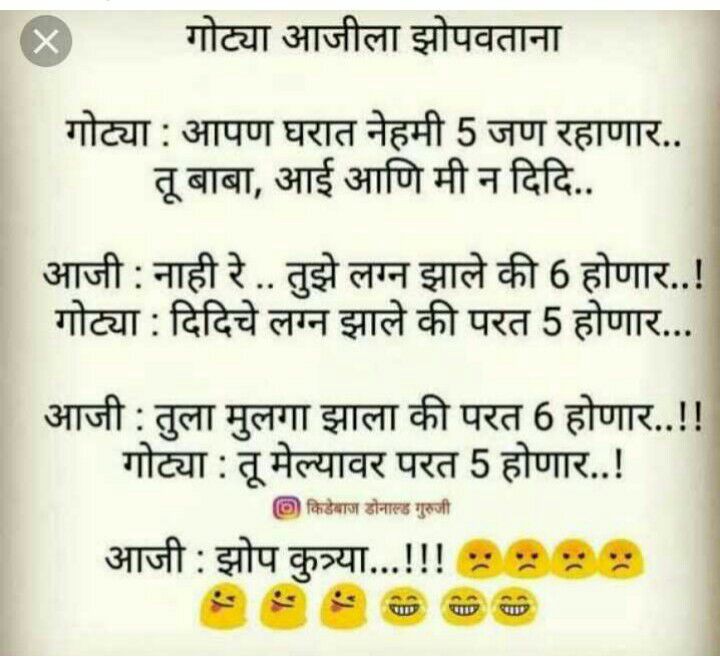 गोट्या आजीला झोपवताना
गोट्या : आपण घरात नेहमी 5 जण रहाणार..
तू बाबा, आई आणि मी न दिदि..
आजी : नाही रे .. तुझे लग्न झाले की 6 होणार..!
गोट्या : दिदिचे लग्न झाले की परत 5 होणार...
आजी : तुला मुलगा झाला की परत 6 होणार..!!
गोट्या : तू मेल्यावर परत 5 होणार..!
किडेबाज डोनाल्ड गुरुजी
आजी : झोप कुत्र्या...!!! 😠😠😠😠
😜😜😜😂😂😂